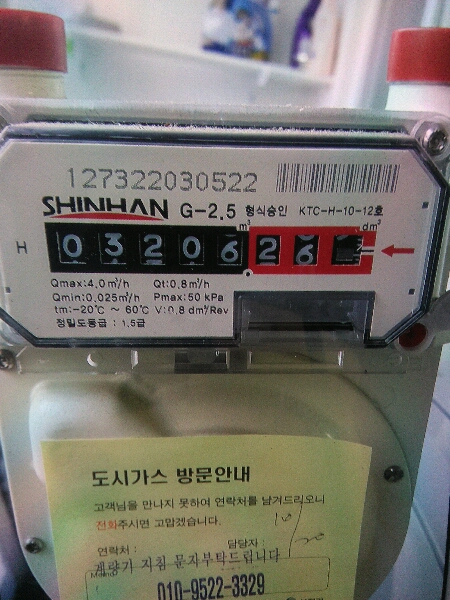 127322030522
SHINHAN G-2.5 형식승인 KTC-H-10-12호
m³ dm³
H 0 3 2 0 6 2 6
Qmax:4.0㎥/h Qt:0.8㎥/h
Qmin:0.025㎥/h Pmax:50 kPa
tm:-20℃ ~ 60℃ V:0.8 dm³/Rev
정밀도등급 : 1.5급
도시가스 방문안내
고객님을 만나지 못하여 연락처를 남겨드리오니
전화주시면 고맙겠습니다.
연락처 : 담당자 :
계량기 지침 문자부탁드립니다
Memo
010-9522-3329